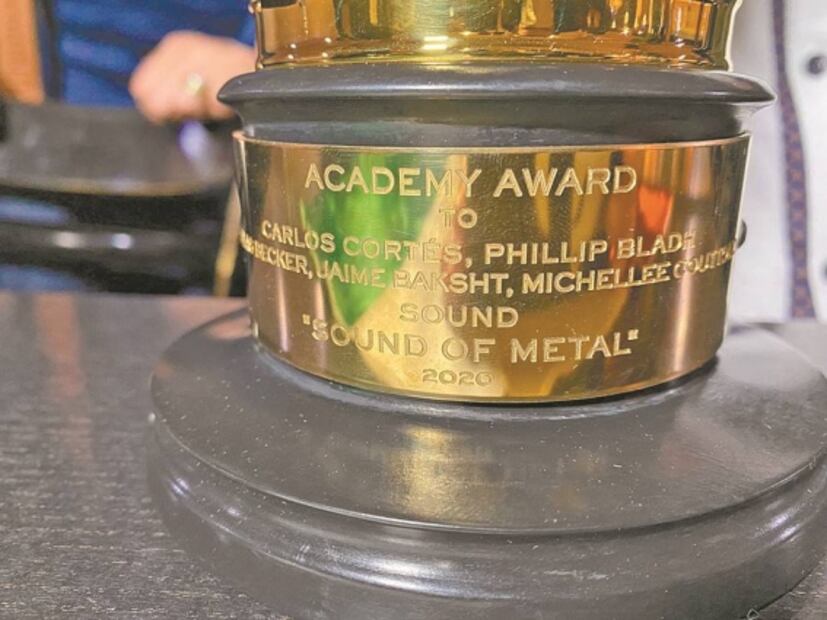 ACADEMY AWARD
TO
CARLOS CORTÉS, PHILLIP BLADH
BECKER, JAIME BAKSHT, MICHELLEE
SOUND
"SOUND OF METAL"
2020